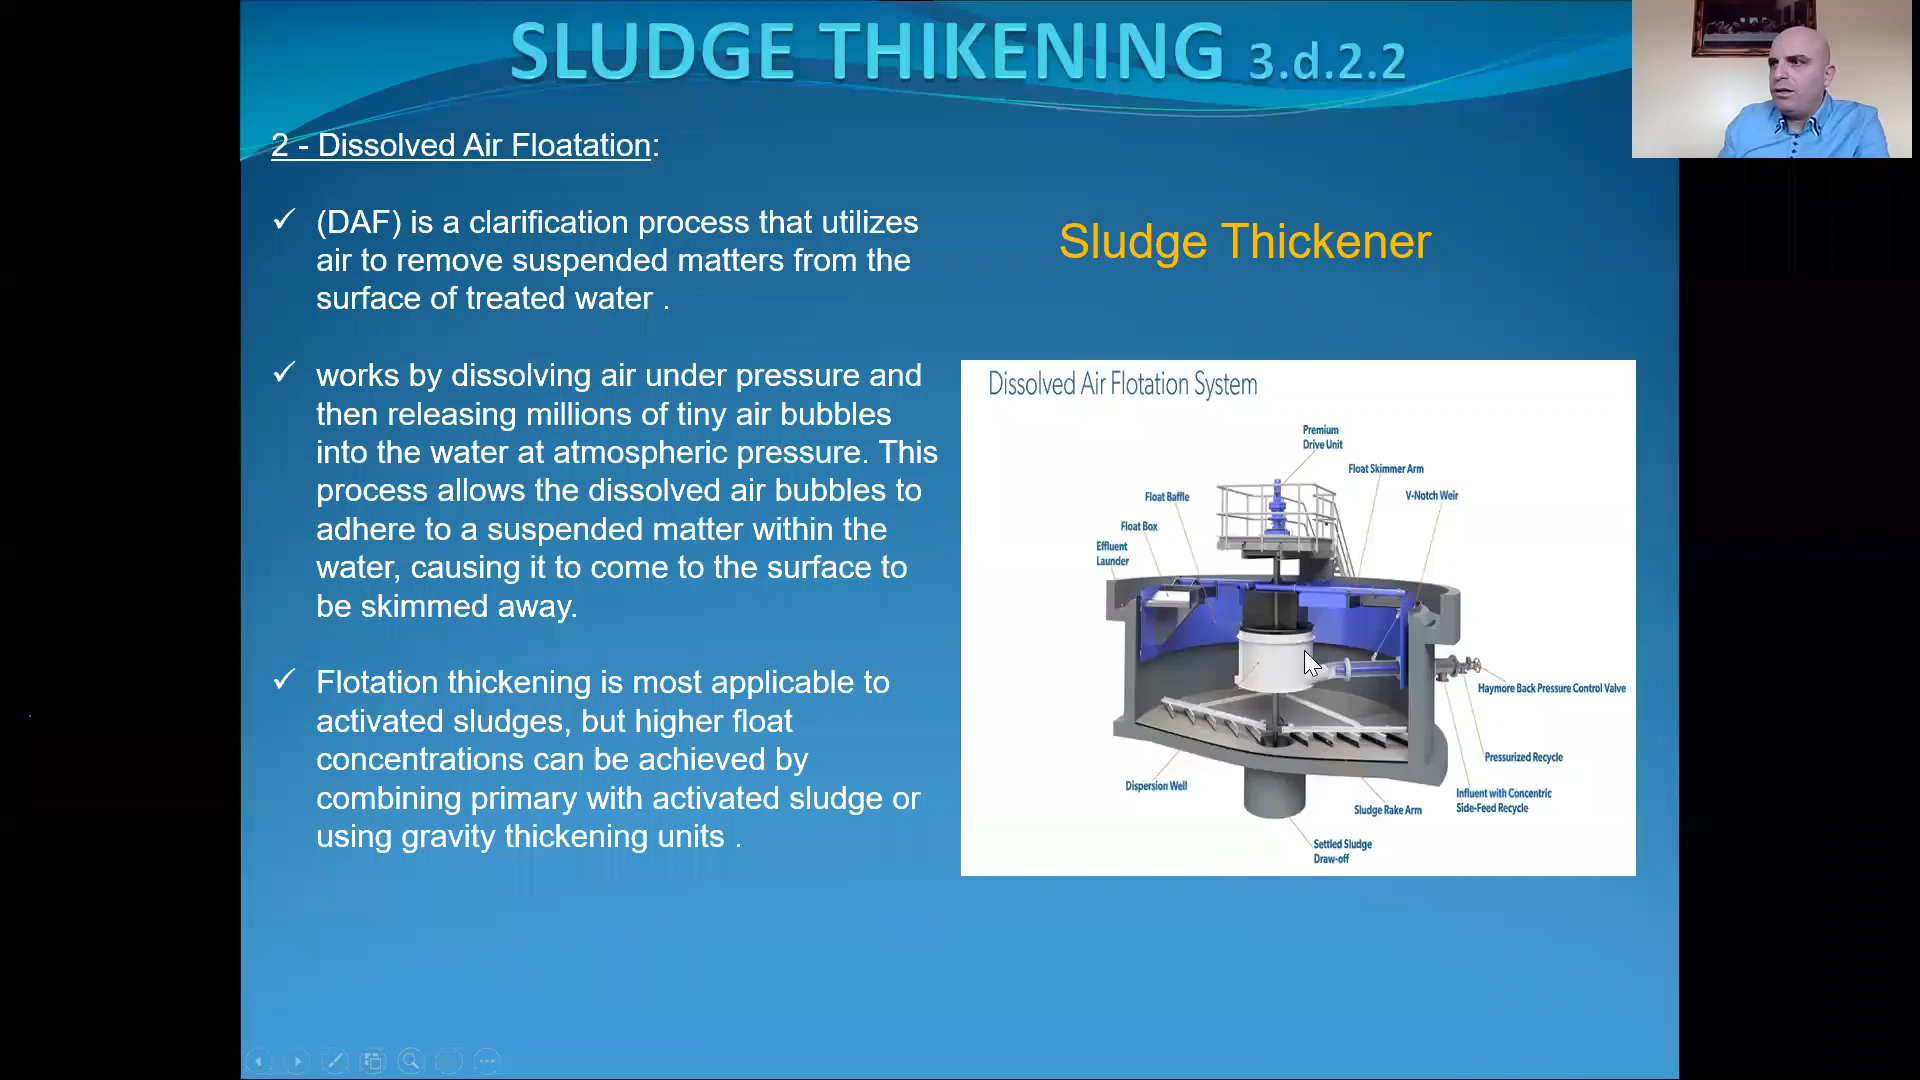 SLUDGE THIKENING 3.d.2.2
2 - Dissolved Air Floatation:
(DAF) is a clarification process that utilizes
air to remove suspended matters from the
surface of treated water .
works by dissolving air under pressure and
then releasing millions of tiny air bubbles
into the water at atmospheric pressure. This
process allows the dissolved air bubbles to
adhere to a suspended matter within the
water, causing it to come to the surface to
be skimmed away.
Flotation thickening is most applicable to
activated sludges, but higher float
concentrations can be achieved by
combining primary with activated sludge or
using gravity thickening units .
Sludge Thickener
Dissolved Air Flotation System
Premium
Drive Unit
Float Skimmer Arm
V-Notch Weir
Float Baffle
Float Box
Effluent
Launder
Haymore Back Pressure Control Valve
Pressurized Recycle
Influent with Concentric
Side-Feed Recycle
Dispersion Well
Sludge Rake Arm
Settled Sludge
Draw-off